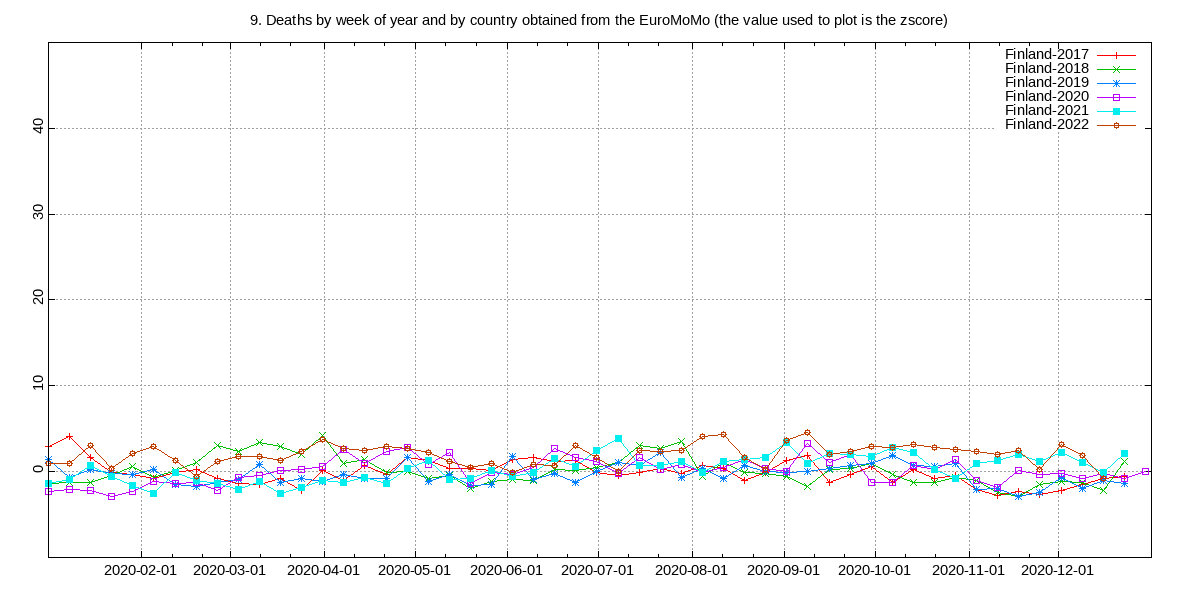 9. Deaths by week of year and by country obtained from the EuroMoMo (the value used to plot is the zscore)
Finland-2017
Finland-2018
Finland-2019
Finland-2020
Finland-2021
Finland-2022
40
30
20
10
0
2020-02-01 2020-03-01 2020-04-01 2020-05-01 2020-06-01 2020-07-01 2020-08-01 2020-09-01 2020-10-01 2020-11-01 2020-12-01